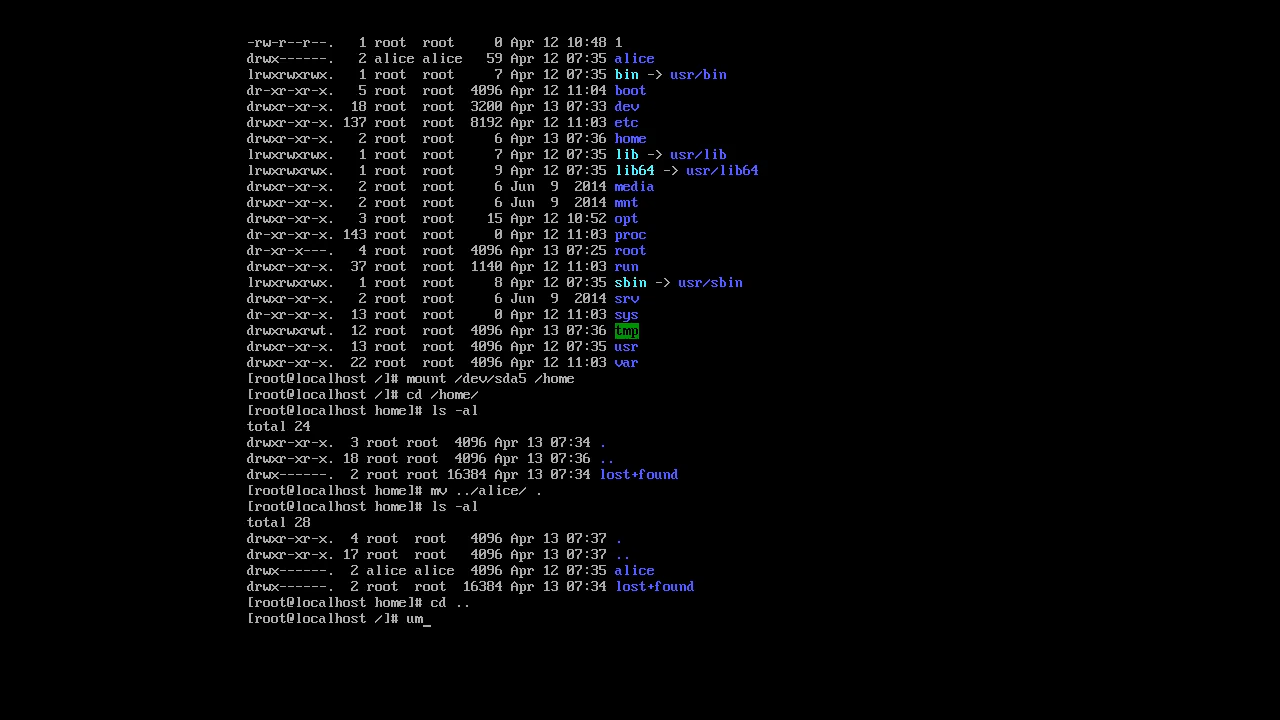 -rw-r--r--.   1 root  root     0 Apr 12 10:48 1
drwx------.   2 alice alice   59 Apr 12 07:35 alice
lrwxrwxrwx.   1 root  root     7 Apr 12 07:35 bin -> usr/bin
dr-xr-xr-x.   5 root  root  4096 Apr 12 11:04 boot
drwxr-xr-x.  18 root  root  3200 Apr 13 07:33 dev
drwxr-xr-x. 137 root  root  8192 Apr 12 11:03 etc
drwxr-xr-x.   2 root  root     6 Apr 13 07:36 home
lrwxrwxrwx.   1 root  root     7 Apr 12 07:35 lib -> usr/lib
lrwxrwxrwx.   1 root  root     9 Apr 12 07:35 lib64 -> usr/lib64
drwxr-xr-x.   2 root  root     6 Jun  9  2014 media
drwxr-xr-x.   2 root  root     6 Jun  9  2014 mnt
drwxr-xr-x.   3 root  root    15 Apr 12 10:52 opt
dr-xr-xr-x. 143 root  root     0 Apr 12 11:03 proc
dr-xr-x---.   4 root  root  4096 Apr 13 07:25 root
drwxr-xr-x.  37 root  root  1140 Apr 12 11:03 run
lrwxrwxrwx.   1 root  root     8 Apr 12 07:35 sbin -> usr/sbin
drwxr-xr-x.   2 root  root     6 Jun  9  2014 srv
dr-xr-xr-x.  13 root  root     0 Apr 12 11:03 sys
drwxrwxrwt.  12 root  root  4096 Apr 13 07:36 tmp
drwxr-xr-x.  13 root  root  4096 Apr 12 07:35 usr
drwxr-xr-x.  22 root  root  4096 Apr 12 11:03 var
[root@localhost /]# mount /dev/sda5 /home
[root@localhost /]# cd /home/
[root@localhost home]# ls -al
total 24
drwxr-xr-x.  3 root root  4096 Apr 13 07:34 .
drwxr-xr-x. 18 root root  4096 Apr 13 07:36 ..
drwx------.  2 root root 16384 Apr 13 07:34 lost+found
[root@localhost home]# mv ../alice/ .
[root@localhost home]# ls -al
total 28
drwxr-xr-x.  4 root  root   4096 Apr 13 07:37 .
drwxr-xr-x. 17 root  root   4096 Apr 13 07:37 ..
drwx------.  2 alice alice  4096 Apr 12 07:35 alice
drwx------.  2 root  root  16384 Apr 13 07:34 lost+found
[root@localhost home]# cd ..
[root@localhost /]# um_